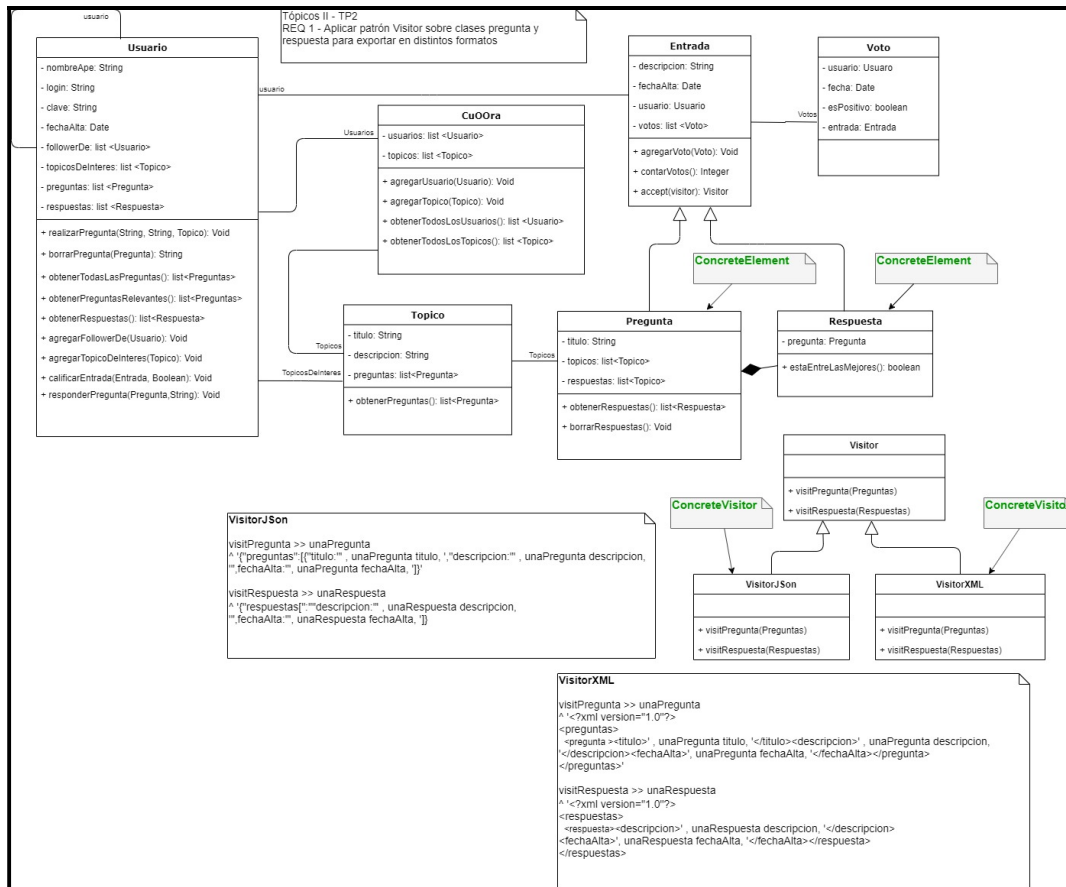 usuario
Tópicos II - TP2
REQ 1 - Aplicar patrón Visitor sobre clases pregunta y
respuesta para exportar en distintos formatos
Usuario
- nombreApe: String
- login: String
- clave: String
- fechaAlta: Date
- followerDe: list <Usuario>
- topicosDeInteres: list <Topico>
- preguntas: list <Pregunta>
- respuestas: list <Respuesta>
+ realizarPregunta(String, String, Topico): Void
+ borrarPregunta(Pregunta): String
+ obtenerTodasLasPreguntas(): list<Preguntas>
+ obtenerPreguntasRelevantes(): list<Preguntas>
+ obtenerRespuestas(): list<Respuesta>
+ agregarFollowerDe(Usuario): Void
+ agregarTopicoDeInteres(Topico): Void
+ calificarEntrada(Entrada, Boolean): Void
+ responderPregunta(Pregunta,String): Void
usuario
Usuarios
CuOOra
- usuarios: list <Usuario>
- topicos: list <Topico>
+ agregarUsuario(Usuario): Void
+ agregarTopico(Topico): Void
+ obtenerTodosLosUsuarios(): list <Usuario>
+ obtenerTodosLosTopicos(): list <Topico>
Entrada
- descripcion: String
- fechaAlta: Date
- usuario: Usuario
- votos: list <Voto>
+ agregarVoto(Voto): Void
+ contarVotos(): Integer
+ accept(visitor): Visitor
Votos
Voto
- usuario: Usuaro
- fecha: Date
- esPositivo: boolean
- entrada: Entrada
ConcreteElement
ConcreteElement
Topicos
TopicosDeInteres
Topico
- titulo: String
- descripcion: String
- preguntas: list<Pregunta>
+ obtenerPreguntas(): list<Pregunta>
Topicos
Pregunta
- titulo: String
- topicos: list<Topico>
- respuestas: list<Topico>
+ obtenerRespuestas(): list<Respuesta>
+ borrarRespuestas(): Void
Respuesta
- pregunta: Pregunta
+ estaEntreLasMejores(): boolean
Visitor
+ visitPregunta(Preguntas)
+ visitRespuesta(Respuestas)
ConcreteVisitor
ConcreteVisito
VisitorJSon
+ visitPregunta(Preguntas)
+ visitRespuesta(Respuestas)
VisitorXML
+ visitPregunta(Preguntas)
+ visitRespuesta(Respuestas)
VisitorJSon
visitPregunta >> unaPregunta
^ '{"preguntas":[{"titulo:"' , unaPregunta titulo, ',"descripcion:"' , unaPregunta descripcion,
'",fechaAlta:"', unaPregunta fechaAlta, ']}'
visitRespuesta >> unaRespuesta
^ '{"respuestas[":""descripcion:"' , unaRespuesta descripcion,
'",fechaAlta:"', unaRespuesta fechaAlta, ']}
VisitorXML
visitPregunta >> unaPregunta
^ '<?xml version="1.0"?>
<preguntas>
<pregunta ><titulo>' , unaPregunta titulo, '</titulo><descripcion>' , unaPregunta descripcion,
'</descripcion><fechaAlta>', unaPregunta fechaAlta, '</fechaAlta></pregunta>
</preguntas>'
visitRespuesta >> unaRespuesta
^ '<?xml version="1.0"?>
<respuestas>
<respuesta><descripcion>' , unaRespuesta descripcion, '</descripcion>
<fechaAlta>', unaRespuesta fechaAlta, '</fechaAlta></respuesta>
</respuestas>